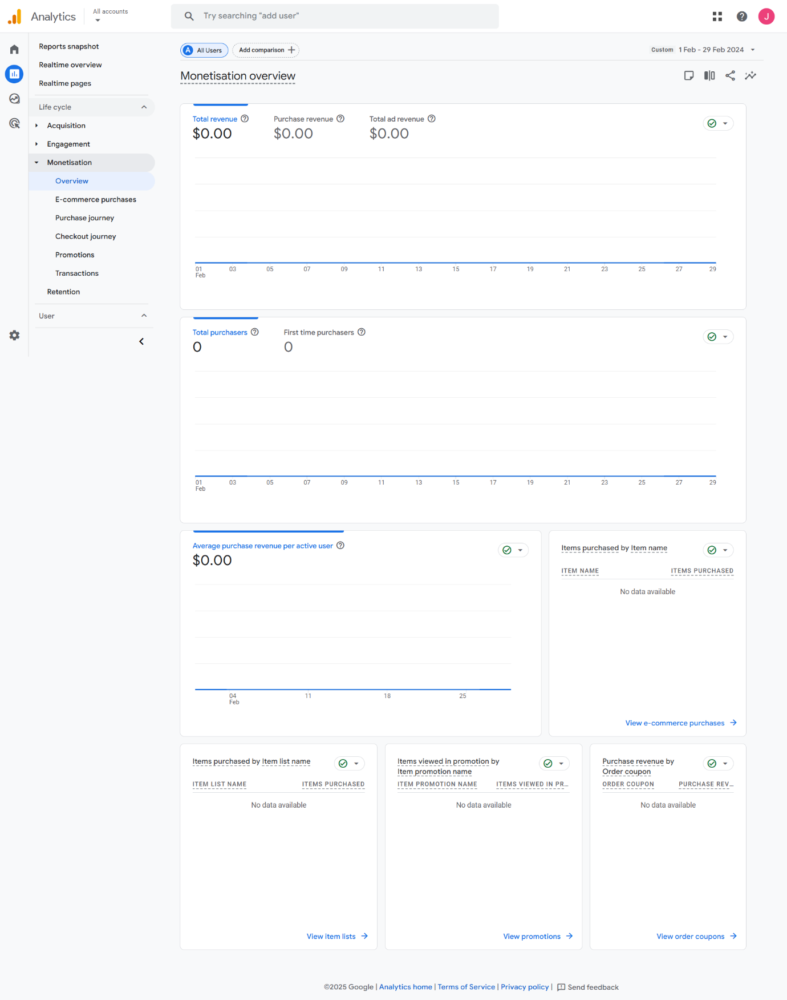 Analytics
All accounts
Try searching "add user"
J
Reports snapshot
Realtime overview
Realtime pages
Life cycle
Acquisition
Engagement
Monetisation
Overview
E-commerce purchases
Purchase journey
Checkout journey
Promotions
Transactions
Retention
User
A All Users
Add comparison
Custom 1 Feb - 29 Feb 2024
Monetisation overview
Total revenue
$0.00
Purchase revenue
$0.00
Total ad revenue
$0.00
01 03 05 07 09 11 13 15 17 19 21 23 25 27 29
Feb
Total purchasers
0
First time purchasers
0
01 03 05 07 09 11 13 15 17 19 21 23 25 27 29
Feb
Average purchase revenue per active user
$0.00
04 11 18 25
Feb
Items purchased by Item name
ITEM NAME ITEMS PURCHASED
No data available
View e-commerce purchases
Items purchased by Item list name
ITEM LIST NAME ITEMS PURCHASED
No data available
View item lists
Items viewed in promotion by
Item promotion name
ITEM PROMOTION NAME ITEMS VIEWED IN PR…
No data available
View promotions
Purchase revenue by
Order coupon
ORDER COUPON PURCHASE REV…
No data available
View order coupons
©2025 Google | Analytics home | Terms of Service | Privacy policy | Send feedback